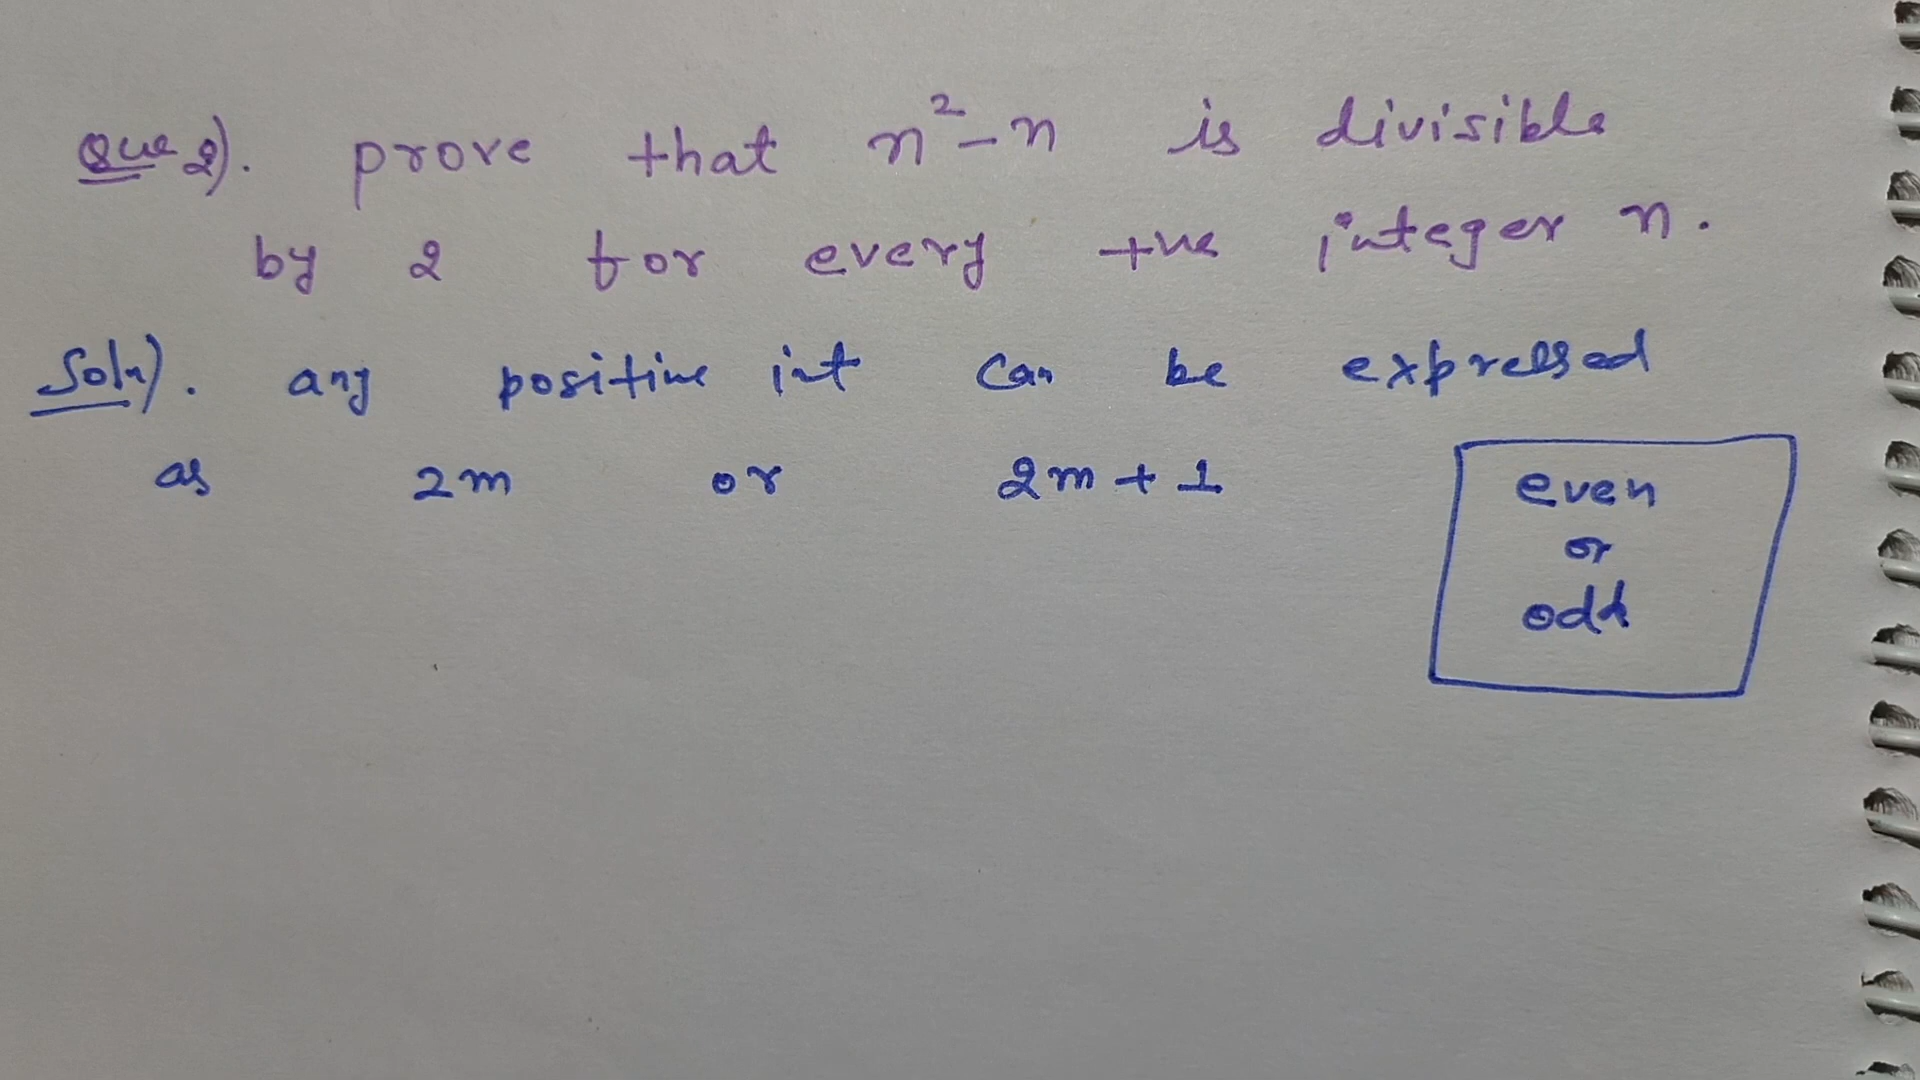 Que 2). prove that n²-n is divisible
by 2 for every +ve integer n.
Soln). any positive int can be expressed
as 2m or 2m + 1
even
or
odd